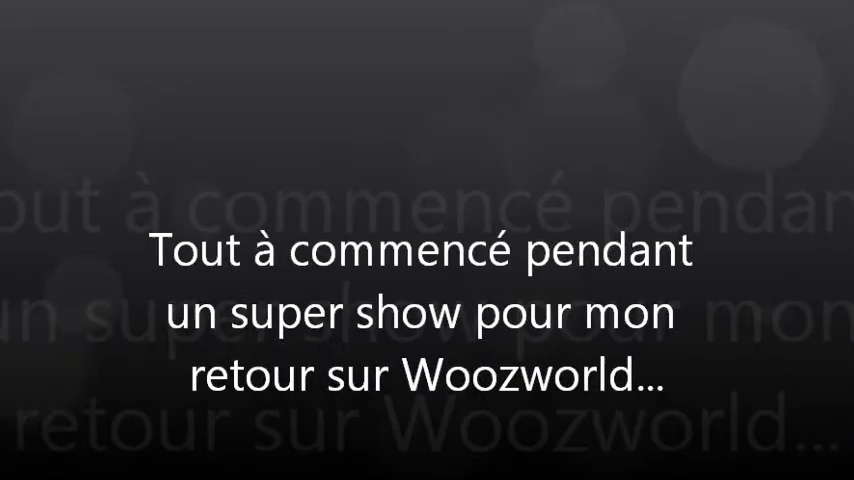 Tout à commencé pendant
un super show pour mon
retour sur Woozworld...